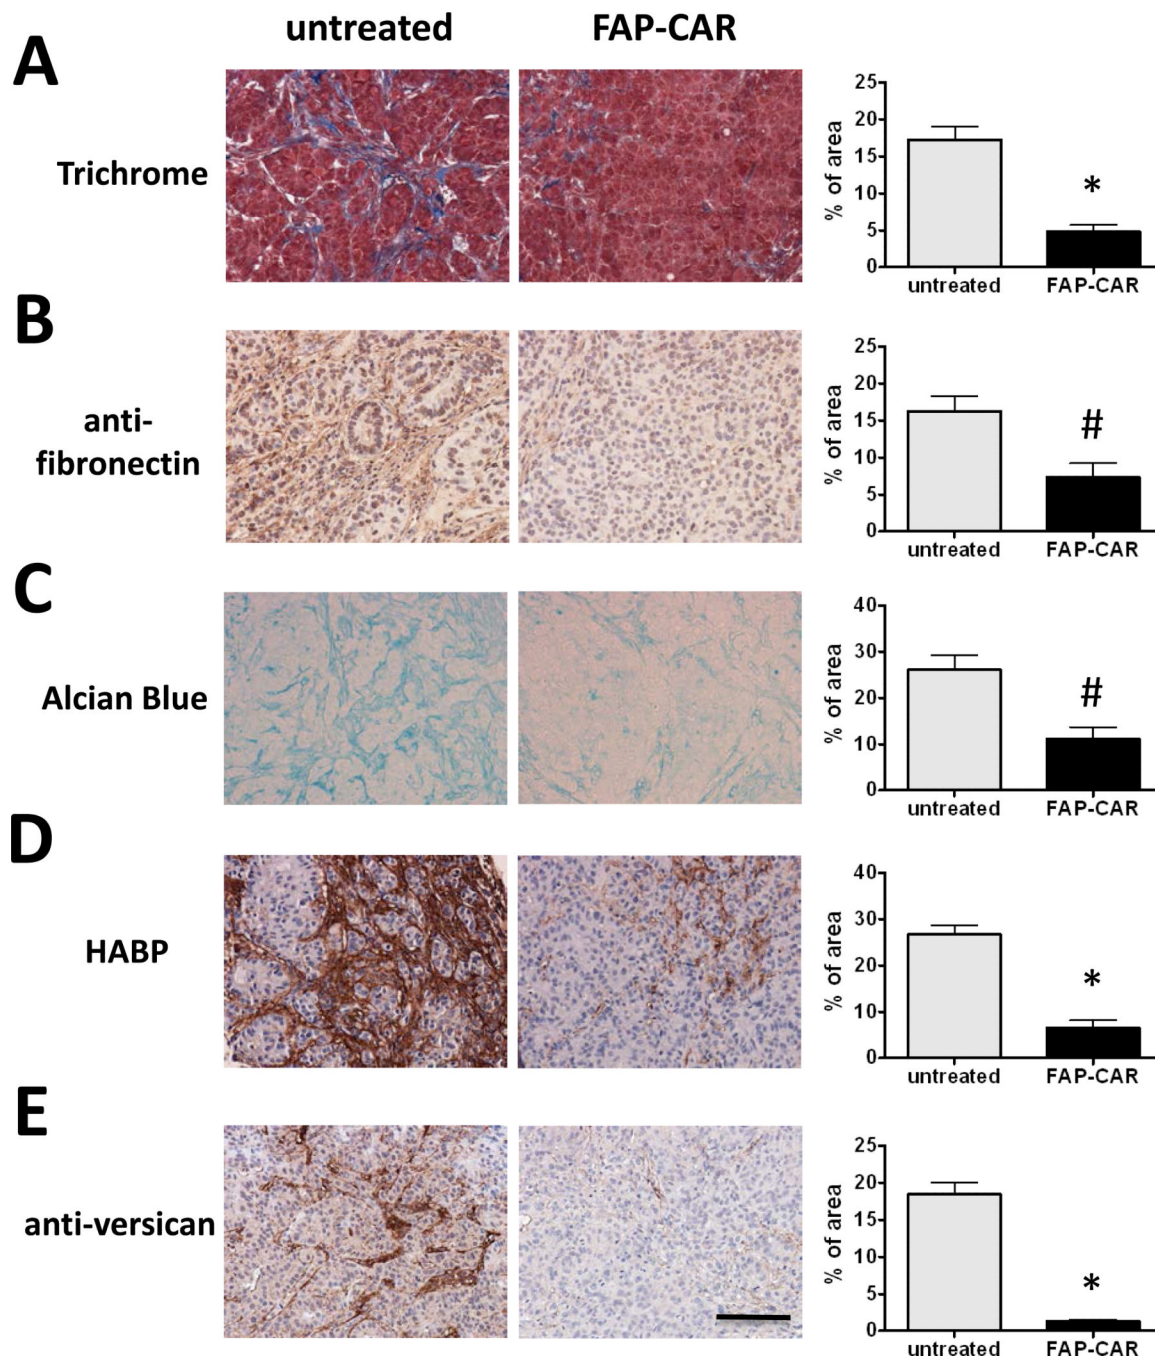 untreated FAP-CAR
A
Trichrome
25
20
15
10
5
0
% of area
*
untreated FAP-CAR
B
anti-
fibronectin
25
20
15
10
5
0
% of area
#
untreated FAP-CAR
C
Alcian Blue
40
30
20
10
0
% of area
#
untreated FAP-CAR
D
HABP
40
30
20
10
0
% of area
*
untreated FAP-CAR
E
anti-versican
25
20
15
10
5
0
% of area
*
untreated FAP-CAR